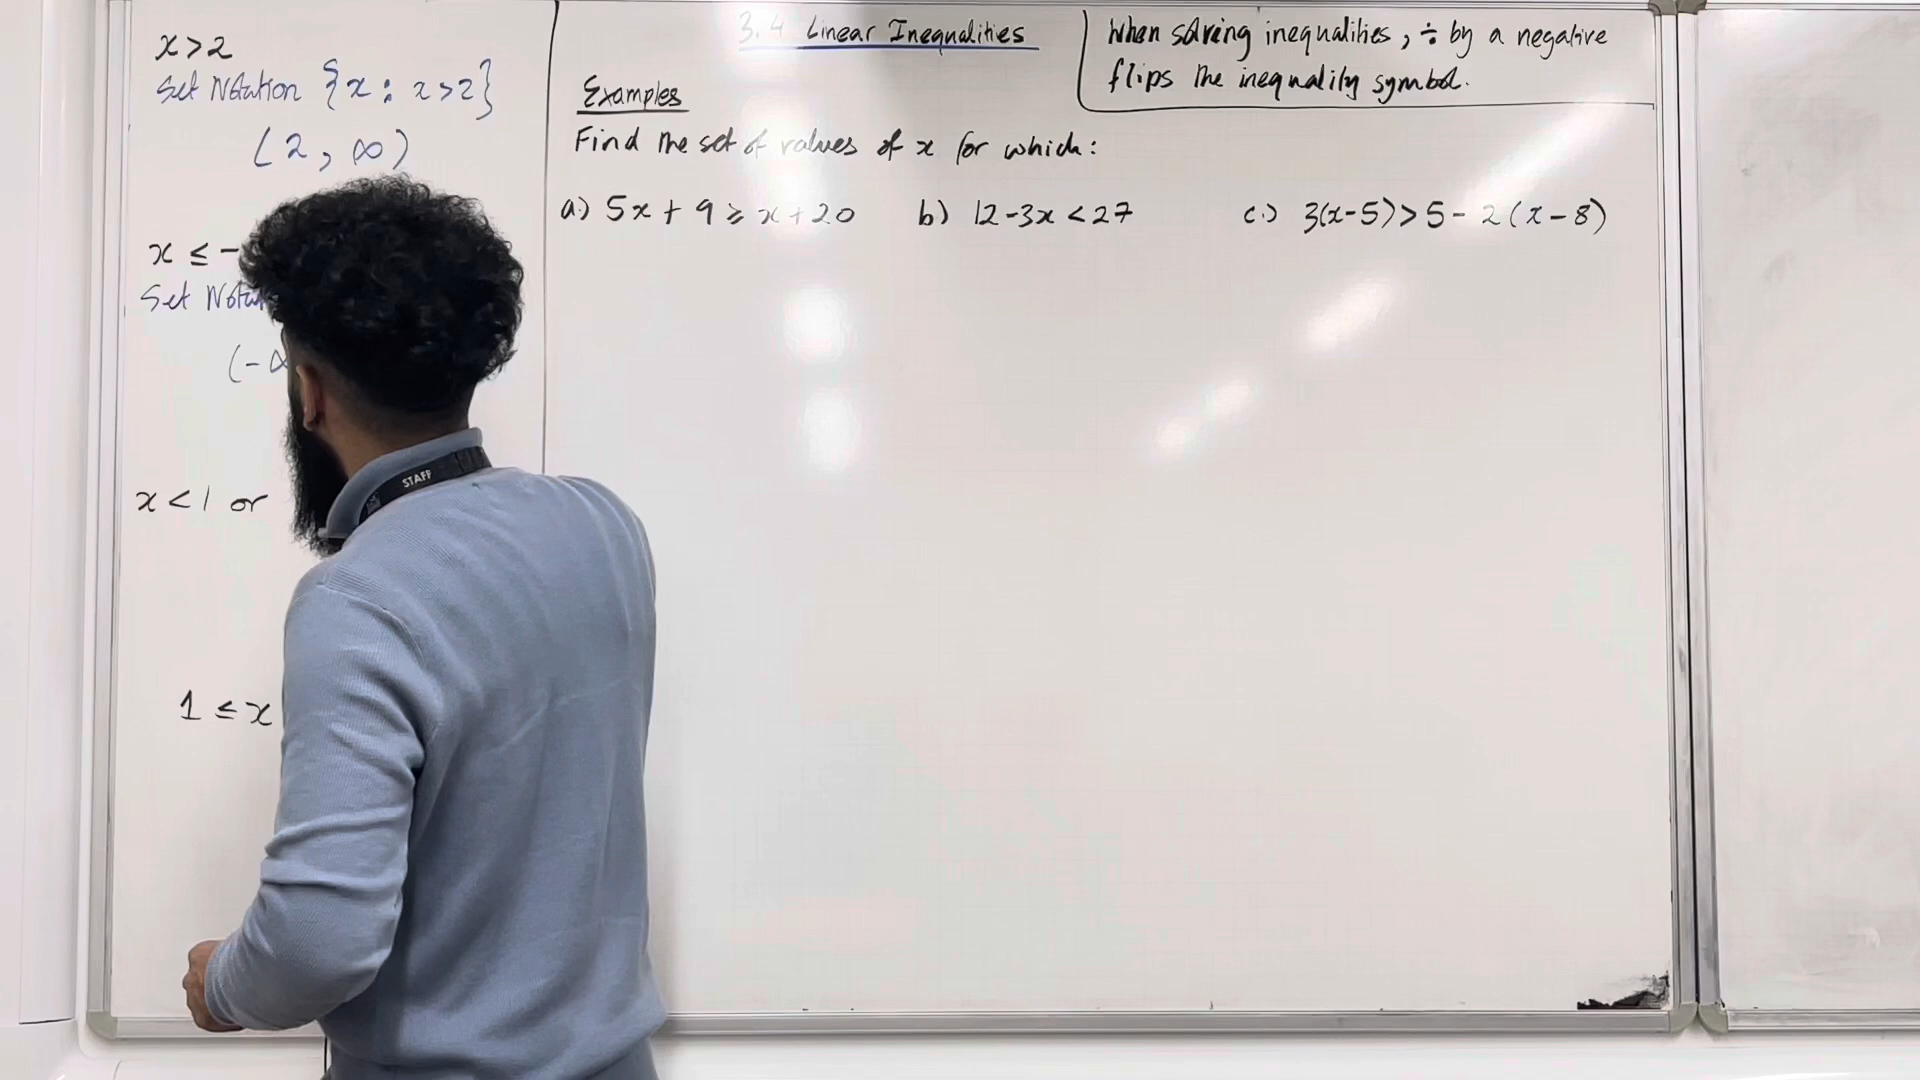 x>2
Set Notation {x : x>2}
(2, ∞)
x ≤ -
Set
(-
x < 1 or
1 ≤ x
3.4 Linear Inequalities
When solving inequalities, ÷ by a negative
flips the inequality symbol.
Examples
Find the set of values of x for which:
a.) 5x + 9 ≥ x + 20
b) 12 - 3x < 27
c.) 3(x-5) > 5 - 2(x-8)
STAFF